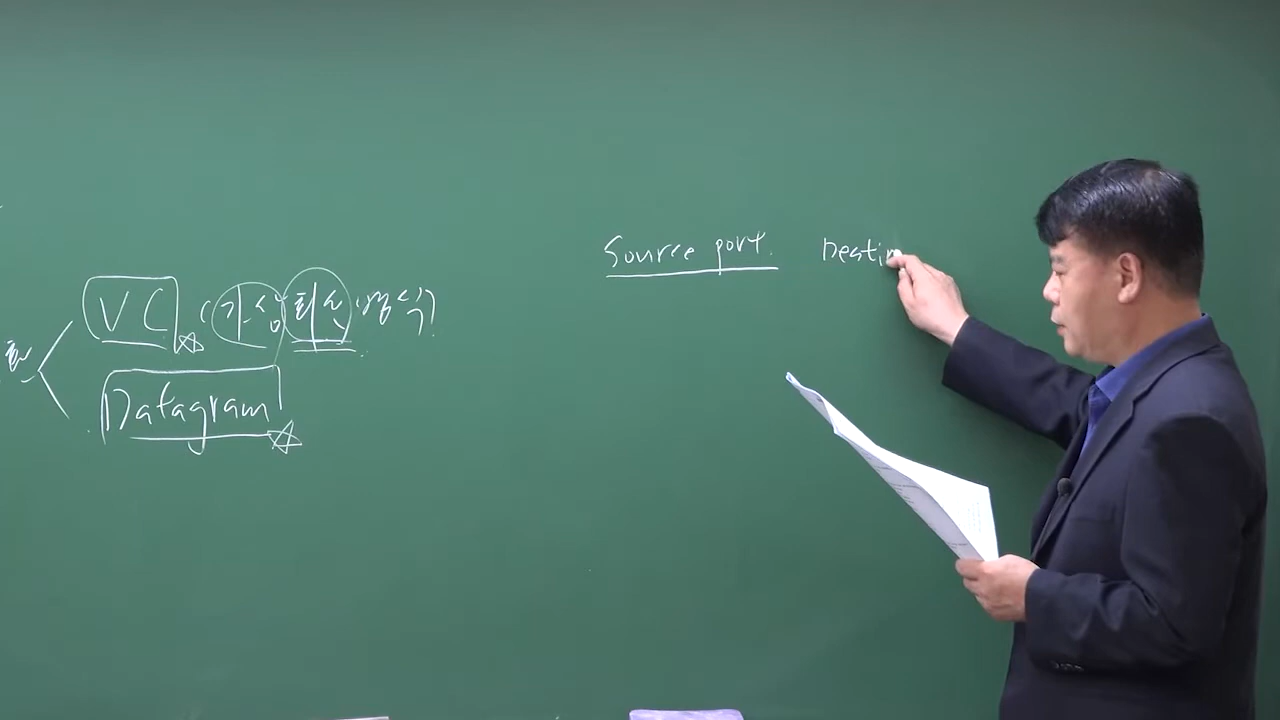 VC (가상 회선 방식)
Datagram
Source port. Destin